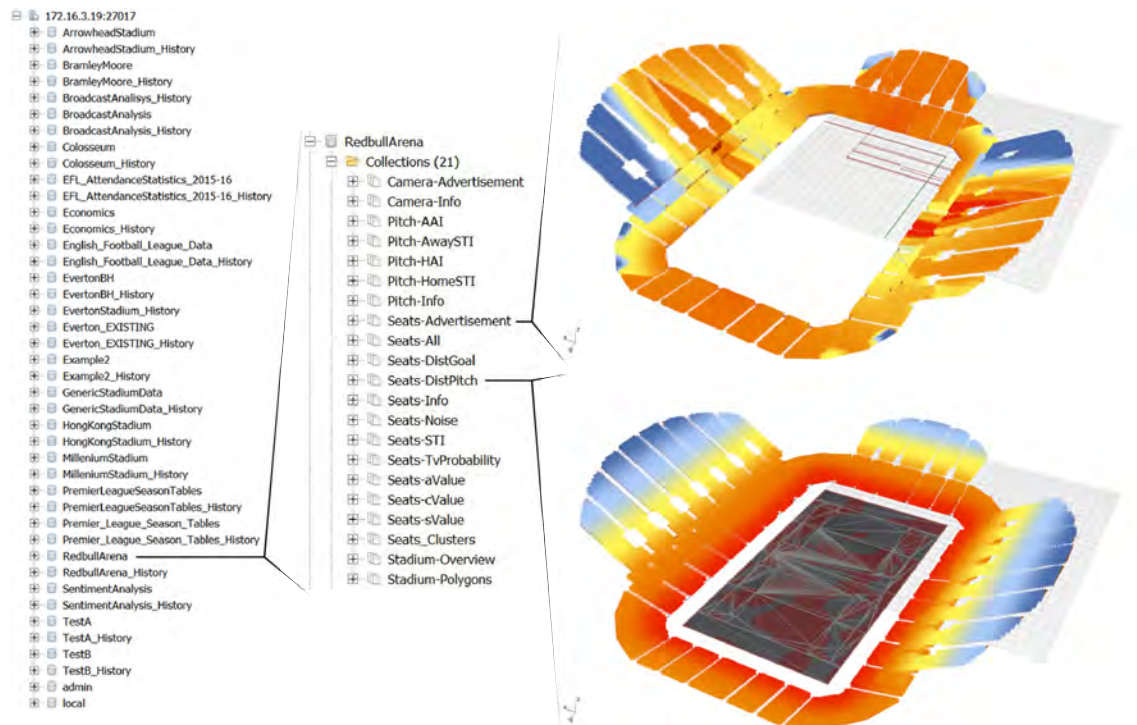 172.16.3.19:27017
ArrowheadStadium
ArrowheadStadium_History
BramleyMoore
BramleyMoore_History
BroadcastAnalisys_History
BroadcastAnalysis
BroadcastAnalysis_History
Colosseum
Colosseum_History
EFL_AttendanceStatistics_2015-16
EFL_AttendanceStatistics_2015-16_History
Economics
Economics_History
English_Football_League_Data
English_Football_League_Data_History
EvertonBH
EvertonBH_History
EvertonStadium_History
Everton_EXISTING
Everton_EXISTING_History
Example2
Example2_History
GenericStadiumData
GenericStadiumData_History
HongKongStadium
HongKongStadium_History
MilleniumStadium
MilleniumStadium_History
PremierLeagueSeasonTables
PremierLeagueSeasonTables_History
Premier_League_Season_Tables
Premier_League_Season_Tables_History
RedbullArena
RedbullArena_History
SentimentAnalysis
SentimentAnalysis_History
TestA
TestA_History
TestB
TestB_History
admin
local
RedbullArena
Collections (21)
Camera-Advertisement
Camera-Info
Pitch-AAI
Pitch-AwaySTI
Pitch-HAI
Pitch-HomeSTI
Pitch-Info
Seats-Advertisement
Seats-All
Seats-DistGoal
Seats-DistPitch
Seats-Info
Seats-Noise
Seats-STI
Seats-TvProbability
Seats-aValue
Seats-cValue
Seats-sValue
Seats_Clusters
Stadium-Overview
Stadium-Polygons